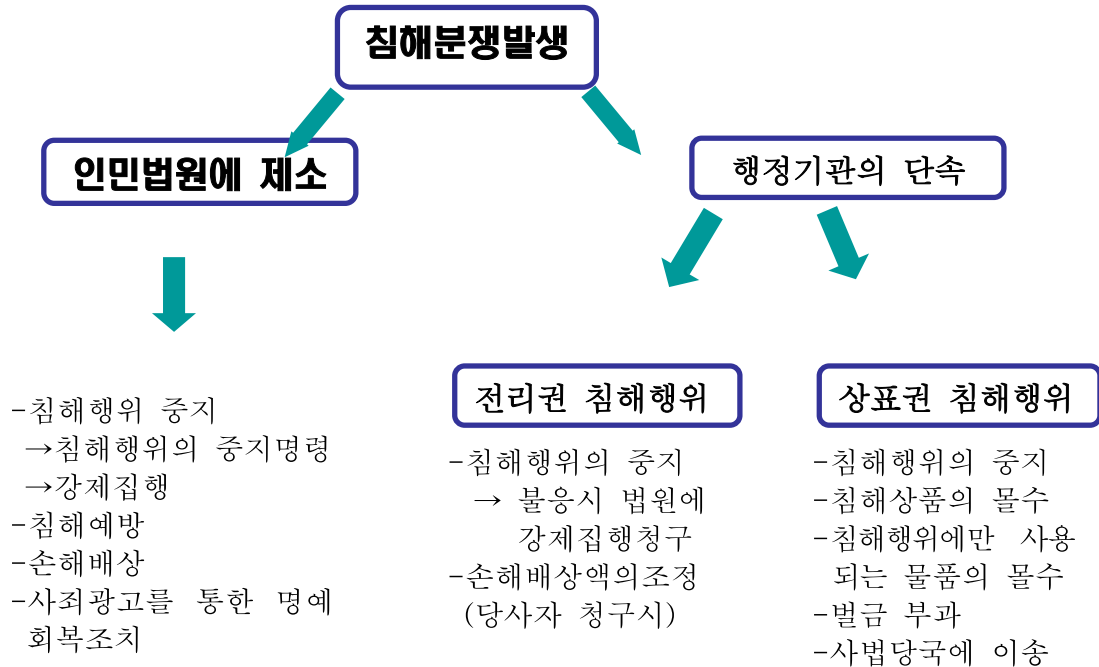 침해분쟁발생
인민법원에 제소
행정기관의 단속
-침해행위 중지
→침해행위의 중지명령
→강제집행
-침해예방
-손해배상
-사죄광고를 통한 명예
회복조치
전리권 침해행위
-침해행위의 중지
→ 불응시 법원에
강제집행청구
-손해배상액의조정
(당사자 청구시)
상표권 침해행위
-침해행위의 중지
-침해상품의 몰수
-침해행위에만 사용
되는 물품의 몰수
-벌금 부과
-사법당국에 이송